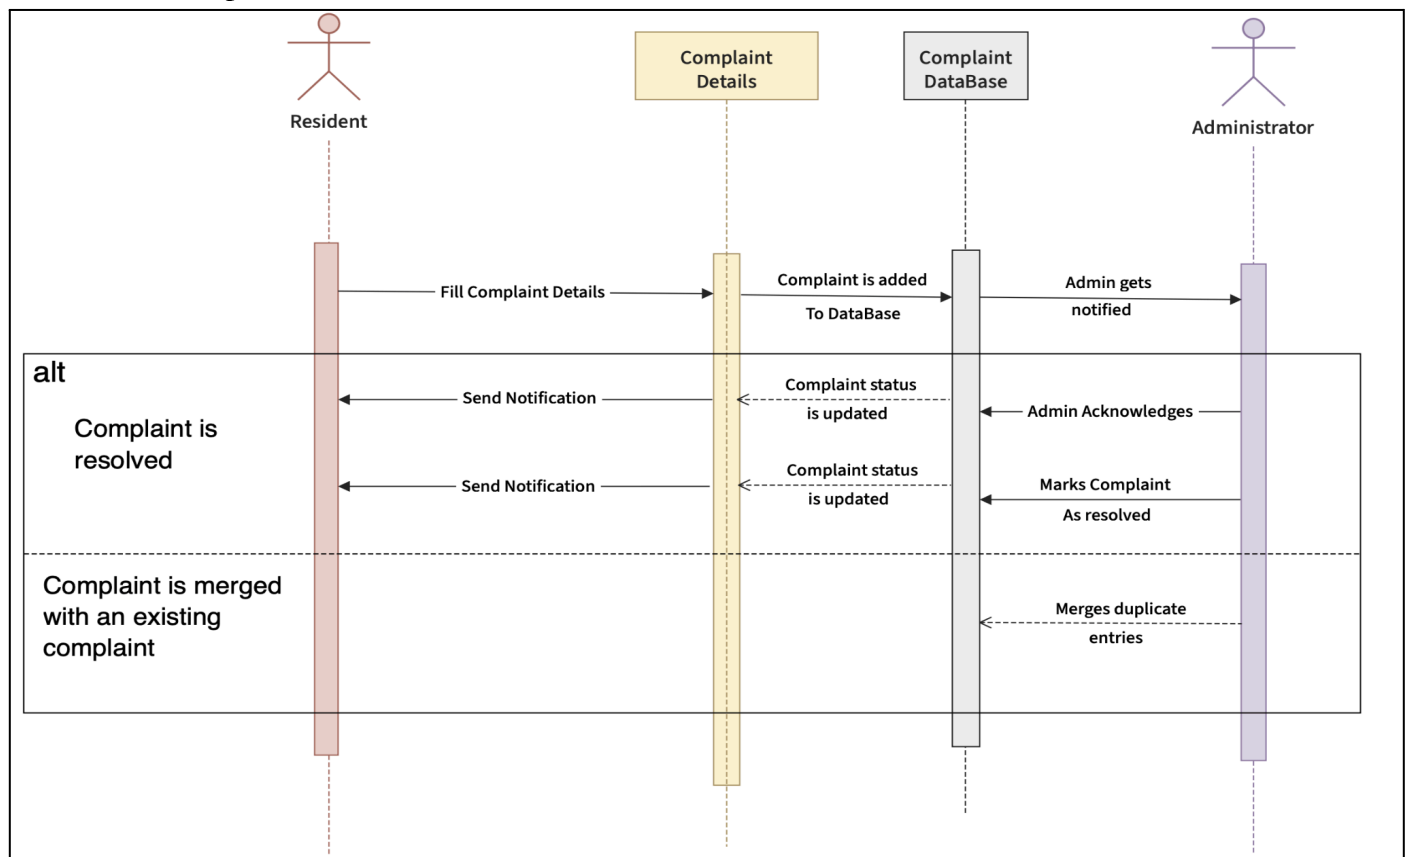 Resident
Complaint
Details
Complaint
DataBase
Administrator
Fill Complaint Details
Complaint is added
To DataBase
Admin gets
notified
alt
Complaint is
resolved
Send Notification
Complaint status
is updated
Admin Acknowledges
Send Notification
Complaint status
is updated
Marks Complaint
As resolved
Complaint is merged
with an existing
complaint
Merges duplicate
entries